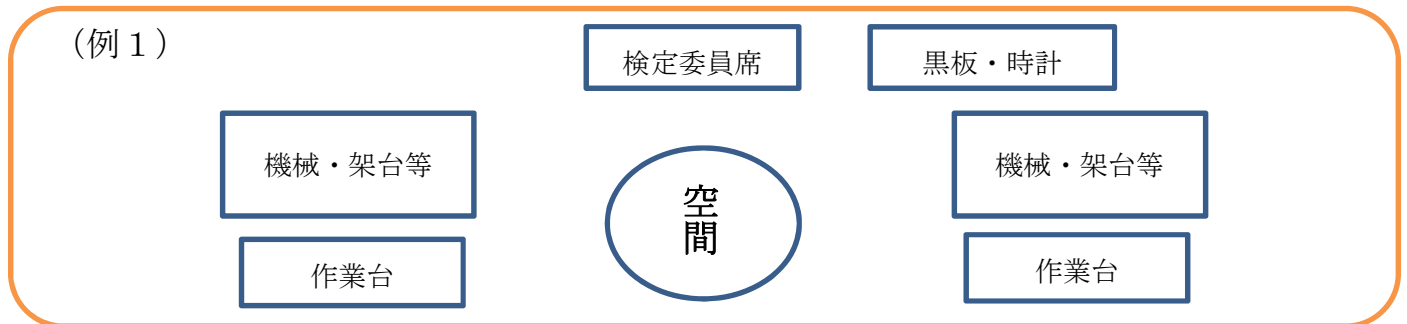 （例１）
検定委員席
黒板・時計
機械・架台等
機械・架台等
空間
作業台
作業台